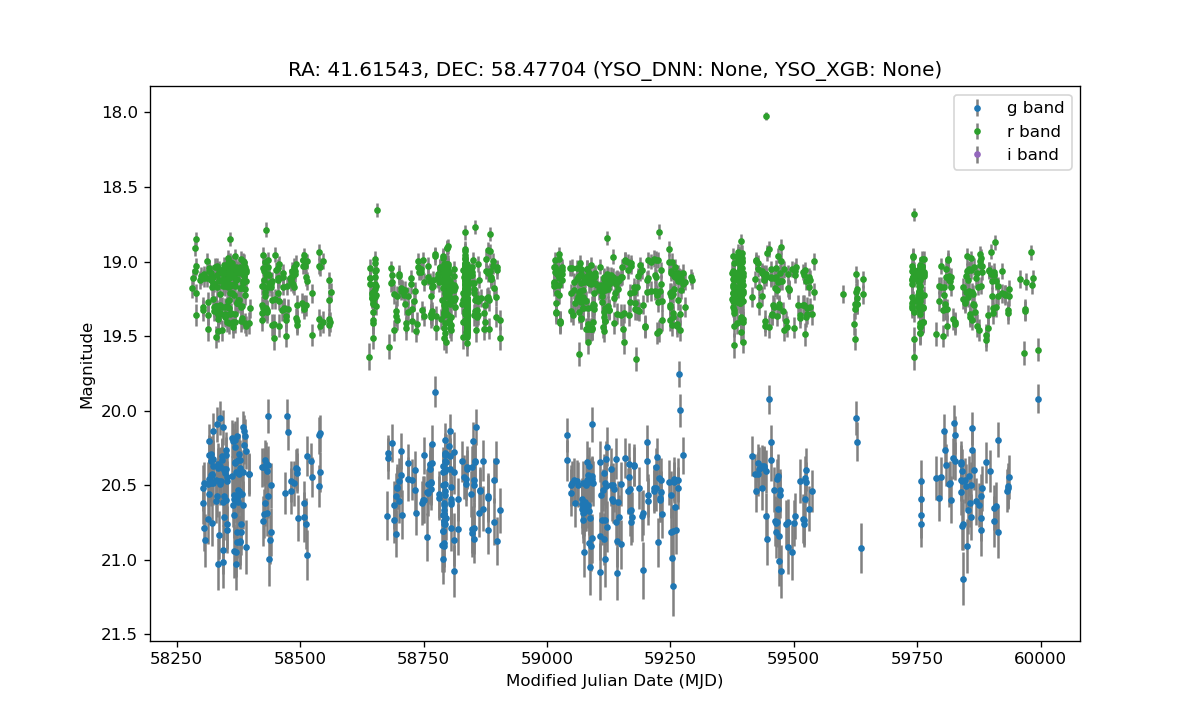 RA: 41.61543, DEC: 58.47704 (YSO_DNN: None, YSO_XGB: None)
g band
r band
i band
Magnitude
18.0
18.5
19.0
19.5
20.0
20.5
21.0
21.5
58250 58500 58750 59000 59250 59500 59750 60000
Modified Julian Date (MJD)